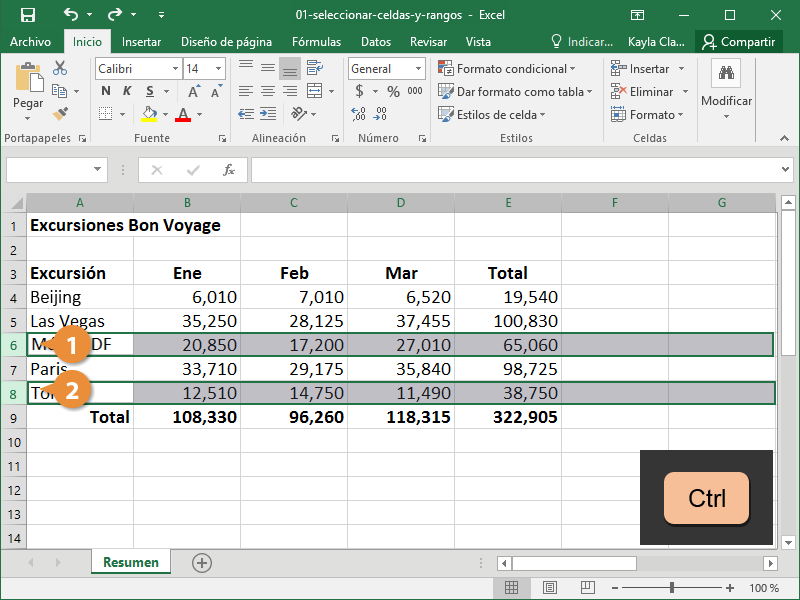 01-seleccionar-celdas-y-rangos - Excel
Archivo Inicio Insertar Diseño de página Fórmulas Datos Revisar Vista Indicar... Kayla Cla... Compartir
Pegar
Calibri 14
N K S A A
A
General
$ % 000
Formato condicional
Dar formato como tabla
Estilos de celda
Insertar
Eliminar
Formato
Modificar
Portapapeles Fuente Alineación Número Estilos Celdas
fx
A B C D E F G
1 Excursiones Bon Voyage
2
3 Excursión Ene Feb Mar Total
4 Beijing 6,010 7,010 6,520 19,540
5 Las Vegas 35,250 28,125 37,455 100,830
6 1 DF 20,850 17,200 27,010 65,060
7 Paris 33,710 29,175 35,840 98,725
8 2 12,510 14,750 11,490 38,750
9 Total 108,330 96,260 118,315 322,905
10
11
12
13
14
Ctrl
Resumen
100 %